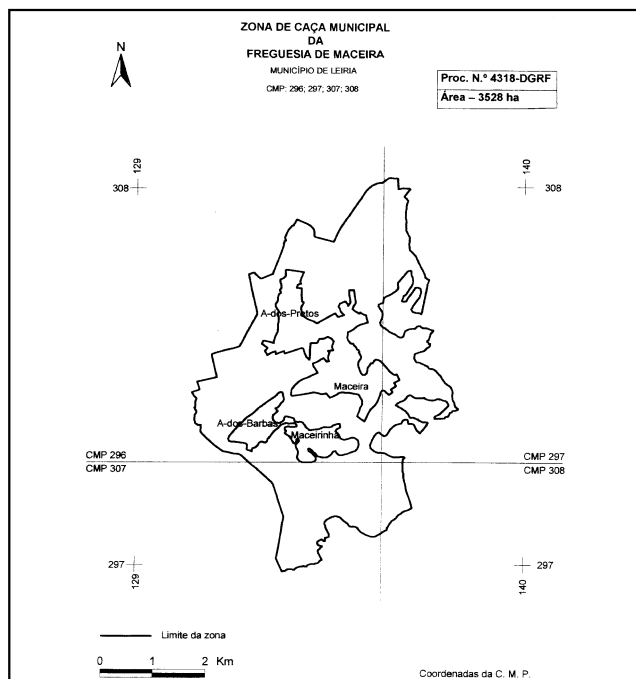 ZONA DE CAÇA MUNICIPAL
DA
FREGUESIA DE MACEIRA
MUNICÍPIO DE LEIRIA
CMP: 296; 297; 307; 308
N
Proc. N.º 4318-DGRF
Área – 3528 ha
129
140
308
308
A-dos-Pretos
Maceira
A-dos-Barbas
Maceirinha
CMP 296
CMP 297
CMP 307
CMP 308
297
297
129
140
Limite da zona
0 1 2 Km
Coordenadas da C. M. P.